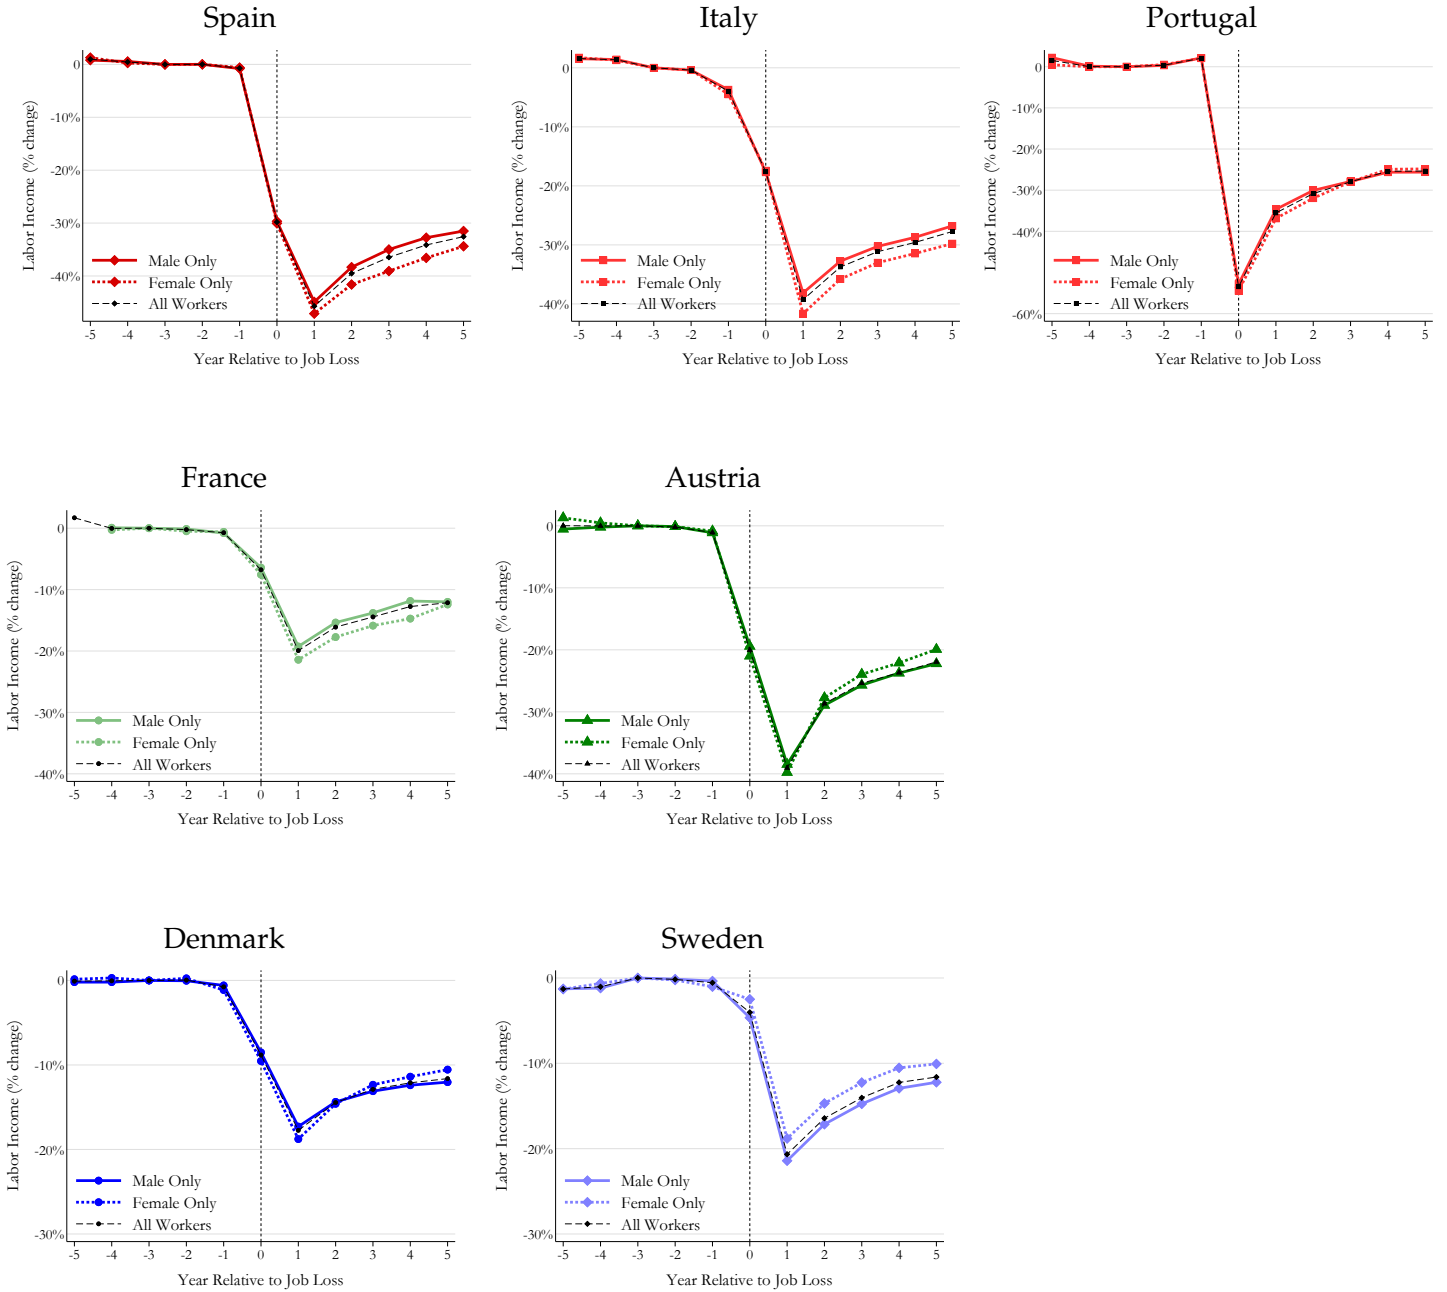 Spain
Labor Income (% change)
0
-10%
-20%
-30%
-40%
Male Only
Female Only
All Workers
-5 -4 -3 -2 -1 0 1 2 3 4 5
Year Relative to Job Loss
Italy
Labor Income (% change)
0
-10%
-20%
-30%
-40%
Male Only
Female Only
All Workers
-5 -4 -3 -2 -1 0 1 2 3 4 5
Year Relative to Job Loss
Portugal
Labor Income (% change)
0
-10%
-20%
-30%
-40%
-60%
Male Only
Female Only
All Workers
-5 -4 -3 -2 -1 0 1 2 3 4 5
Year Relative to Job Loss
France
Labor Income (% change)
0
-10%
-20%
-30%
-40%
Male Only
Female Only
All Workers
-5 -4 -3 -2 -1 0 1 2 3 4 5
Year Relative to Job Loss
Austria
Labor Income (% change)
0
-10%
-20%
-30%
-40%
Male Only
Female Only
All Workers
-5 -4 -3 -2 -1 0 1 2 3 4 5
Year Relative to Job Loss
Denmark
Labor Income (% change)
0
-10%
-20%
-30%
Male Only
Female Only
All Workers
-5 -4 -3 -2 -1 0 1 2 3 4 5
Year Relative to Job Loss
Sweden
Labor Income (% change)
0
-10%
-20%
-30%
Male Only
Female Only
All Workers
-5 -4 -3 -2 -1 0 1 2 3 4 5
Year Relative to Job Loss